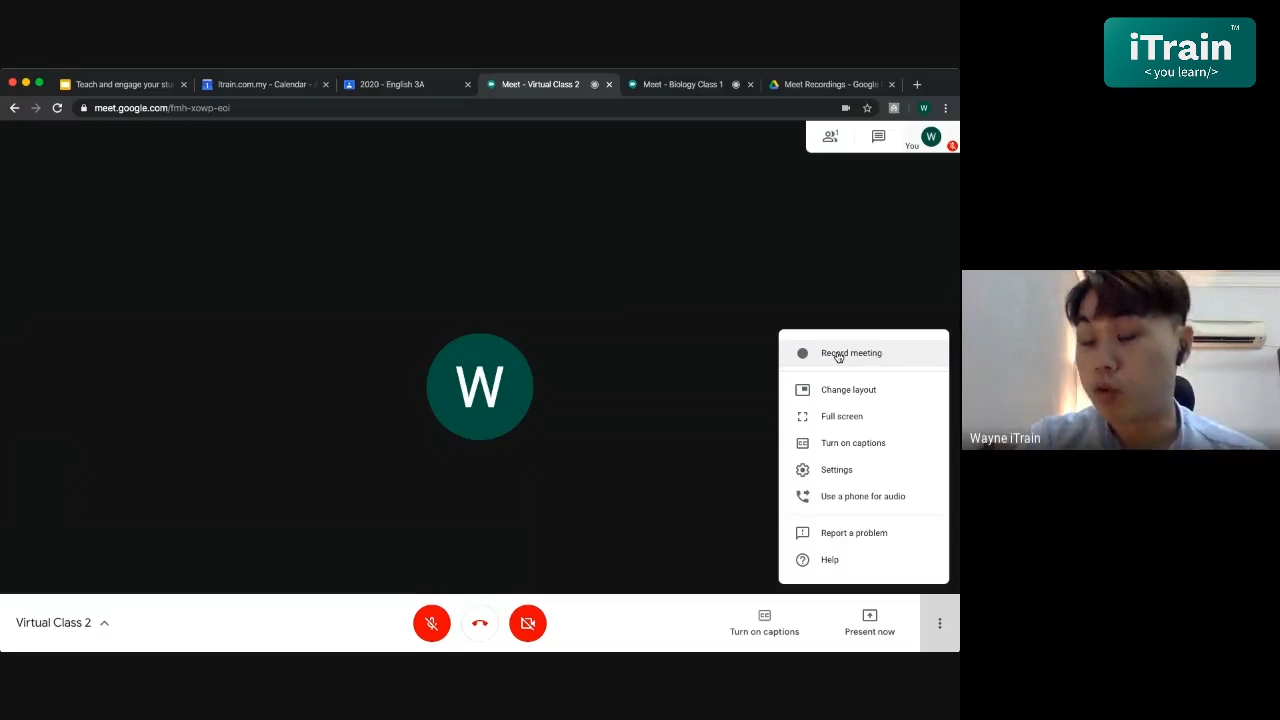 iTrain™
< you learn/>
Teach and engage your stu
itrain.com.my - Calendar -
2020 - English 3A
Meet - Virtual Class 2
Meet - Biology Class 1
Meet Recordings - Google
meet.google.com/fmh-xowp-eoi
W
1
You
W
W
Record meeting
Change layout
Full screen
Turn on captions
Settings
Use a phone for audio
Report a problem
Help
Wayne iTrain
Virtual Class 2
Turn on captions
Present now